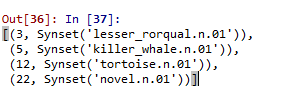 Out[36]: In [37]:
[(3, Synset('lesser_rorqual.n.01')),
(5, Synset('killer_whale.n.01')),
(12, Synset('tortoise.n.01')),
(22, Synset('novel.n.01'))]